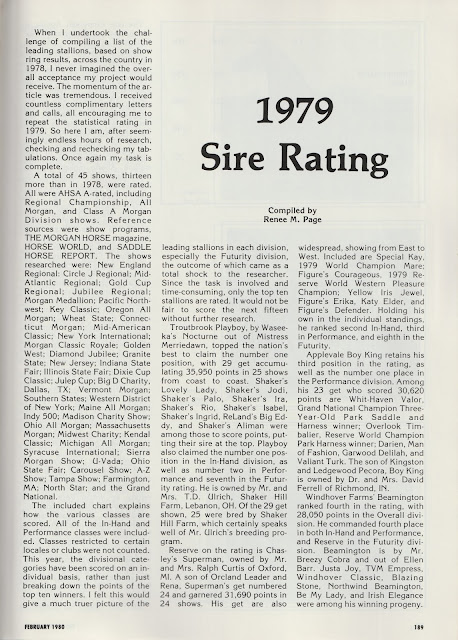 When I undertook the chal-
lenge of compiling a list of the
leading stallions, based on show
ring results, across the country in
1978, I never imagined the over-
all acceptance my project would
receive. The momentum of the ar-
ticle was tremendous. I received
countless complimentary letters
and calls, all encouraging me to
repeat the statistical rating in
1979. So here I am, after seem-
ingly endless hours of research,
checking and rechecking my tab-
ulations. Once again my task is
complete.
A total of 45 shows, thirteen
more than in 1978, were rated.
All were AHSA A-rated, including
Regional Championship, All
Morgan, and Class A Morgan
Division shows. Reference
sources were show programs,
THE MORGAN HORSE magazine,
HORSE WORLD, and SADDLE
HORSE REPORT. The shows
researched were: New England
Regional: Circle J Regional; Mid-
Atlantic Regional; Gold Cup
Regional; Jubilee Regional;
Morgan Medallion; Pacific North-
west; Key Classic; Oregon All
Morgan; Wheat State; Connec-
ticut Morgan; Mid-American
Classic; New York International;
Morgan Classic Royale; Golden
West; Diamond Jubilee; Granite
State; New Jersey; Indiana State
Fair; Illinois State Fair; Dixie Cup
Classic; Julep Cup; Big D Charity,
Dallas, TX; Vermont Morgan;
Southern States; Western District
of New York; Maine All Morgan;
Indy 500; Madison Charity Show;
Ohio All Morgan; Massachusetts
Morgan; Midwest Charity; Kendal
Classic; Michigan All Morgan;
Syracuse International; Sierra
Morgan Show; U-Vada; Ohio
State Fair; Carousel Show; A-Z
Show; Tampa Show; Farmington,
MA; North Star; and the Grand
National.
The included chart explains
how the various classes are
scored. All of the In-Hand and
Performance classes were includ-
ed. Classes restricted to certain
locales or clubs were not counted.
This year, the divisional cate-
gories have been scored on an in-
dividual basis, rather than just
breaking down the points of the
top ten winners. I felt this would
give a much truer picture of the
1979
Sire Rating
Compiled by
Renee M. Page
leading stallions in each division,
especially the Futurity division,
the outcome of which came as a
total shock to the researcher.
Since the task is involved and
time-consuming, only the top ten
stallions are rated. It would not be
fair to score the next fifteen
without further research.
Troutbrook Playboy, by Wasee-
ka's Nocturne out of Mistress
Merriedawn, topped the nation's
best to claim the number one
position, with 29 get accumu-
lating 35,950 points in 25 shows
from coast to coast. Shaker's
Lovely Lady, Shaker's Jodi,
Shaker's Palo, Shaker's Ira,
Shaker's Rio, Shaker's Isabel,
Shaker's Ingrid, ReLand's Big Ed-
dy, and Shaker's Aliman were
among those to score points, put-
ting their sire at the top. Playboy
also claimed the number one pos-
ition in the In-Hand division, as
well as number two in Perfor-
mance and seventh in the Futur-
ity rating. He is owned by Mr. and
Mrs. T.D. Ulrich, Shaker Hill
Farm, Lebanon, OH. Of the 29 get
shown, 25 were bred by Shaker
Hill Farm, which certainly speaks
well of Mr. Ulrich's breeding pro-
gram.
Reserve on the rating is Chas-
ley's Superman, owned by Mr.
and Mrs. Ralph Curtis of Oxford,
MI. A son of Orcland Leader and
Rena, Superman's get numbered
24 and garnered 31,690 points in
24 shows. His get are also
widespread, showing from East to
West. Included are Special Kay,
1979 World Champion Mare:
Figure's Courageous, 1979 Re-
serve World Western Pleasure
Champion; Yellow Iris Jewel,
Figure's Erika, Katy Elder, and
Figure's Defender. Holding his
own in the individual standings,
he ranked second In-Hand, third
in Performance, and eighth in the
Futurity.
Applevale Boy King retains his
third position in the rating, as
well as the number one place in
the Performance division. Among
his 23 get who scored 30,620
points are Whit-Haven Valor,
Grand National Champion Three-
Year-Old Park Saddle and
Harness winner; Overlook Tim-
balier, Reserve World Champion
Park Harness winner; Darien, Man
of Fashion, Garwood Delilah, and
Valiant Turk. The son of Kingston
and Ledgewood Pecora, Boy King
is owned by Dr. and Mrs. David
Ferrell of Richmond, IN.
Windhover Farms' Beamington
ranked fourth in the rating, with
28,050 points in the Overall divi-
sion. He commanded fourth place
in both In-Hand and Performance,
and Reserve in the Futurity divi-
sion. Beamington is by Mr.
Breezy Cobra and out of Ellen
Barr. Justa Joy, TVM Empress,
Windhover Classic, Blazing
Stone, Northwind Beamington,
Be My Lady, and Irish Elegance
were among his winning progeny.
FEBRUARY 1980
189